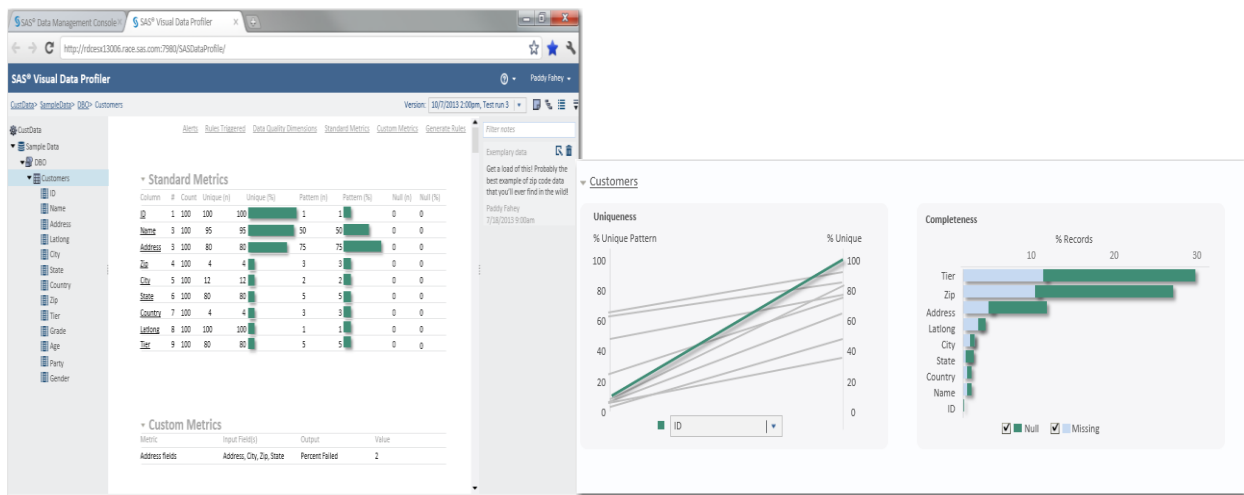 SAS® Data Management Console ×
SAS® Visual Data Profiler ×
http://rdcesx13006.race.sas.com:7980/SASDataProfile/
SAS® Visual Data Profiler
Paddy Fahey
CustData> SampleData> DBO> Customers
Version: 10/7/2013 2:00pm, Test run 3
CustData
Sample Data
DBO
Customers
ID
Name
Address
Latlong
City
State
Country
Zip
Tier
Grade
Age
Party
Gender
Alerts Rules Triggered Data Quality Dimensions Standard Metrics Custom Metrics Generate Rules
Standard Metrics
Column # Count Unique (n) Unique (%) Pattern (n) Pattern (%) Null (n) Null (%)
ID 1 100 100 100 1 1 0 0
Name 3 100 95 95 50 50 0 0
Address 3 100 80 80 75 75 0 0
Zip 4 100 4 4 3 3 0 0
City 5 100 12 12 2 2 0 0
State 6 100 80 80 5 5 0 0
Country 7 100 4 4 3 3 0 0
Latlong 8 100 100 100 1 1 0 0
Tier 9 100 80 80 5 5 0 0
Custom Metrics
Metric Input Field(s) Output Value
Address fields Address, City, Zip, State Percent Failed 2
Filter notes
Exemplary data
Get a load of this! Probably the
best example of zip code data
that you'll ever find in the wild!
Paddy Fahey
7/18/2013 9:00am
Customers
Uniqueness
% Unique Pattern % Unique
100 100
80 80
60 60
40 40
20 20
0 0
ID
Completeness
% Records
10 20 30
Tier
Zip
Address
Latlong
City
State
Country
Name
ID
Null Missing